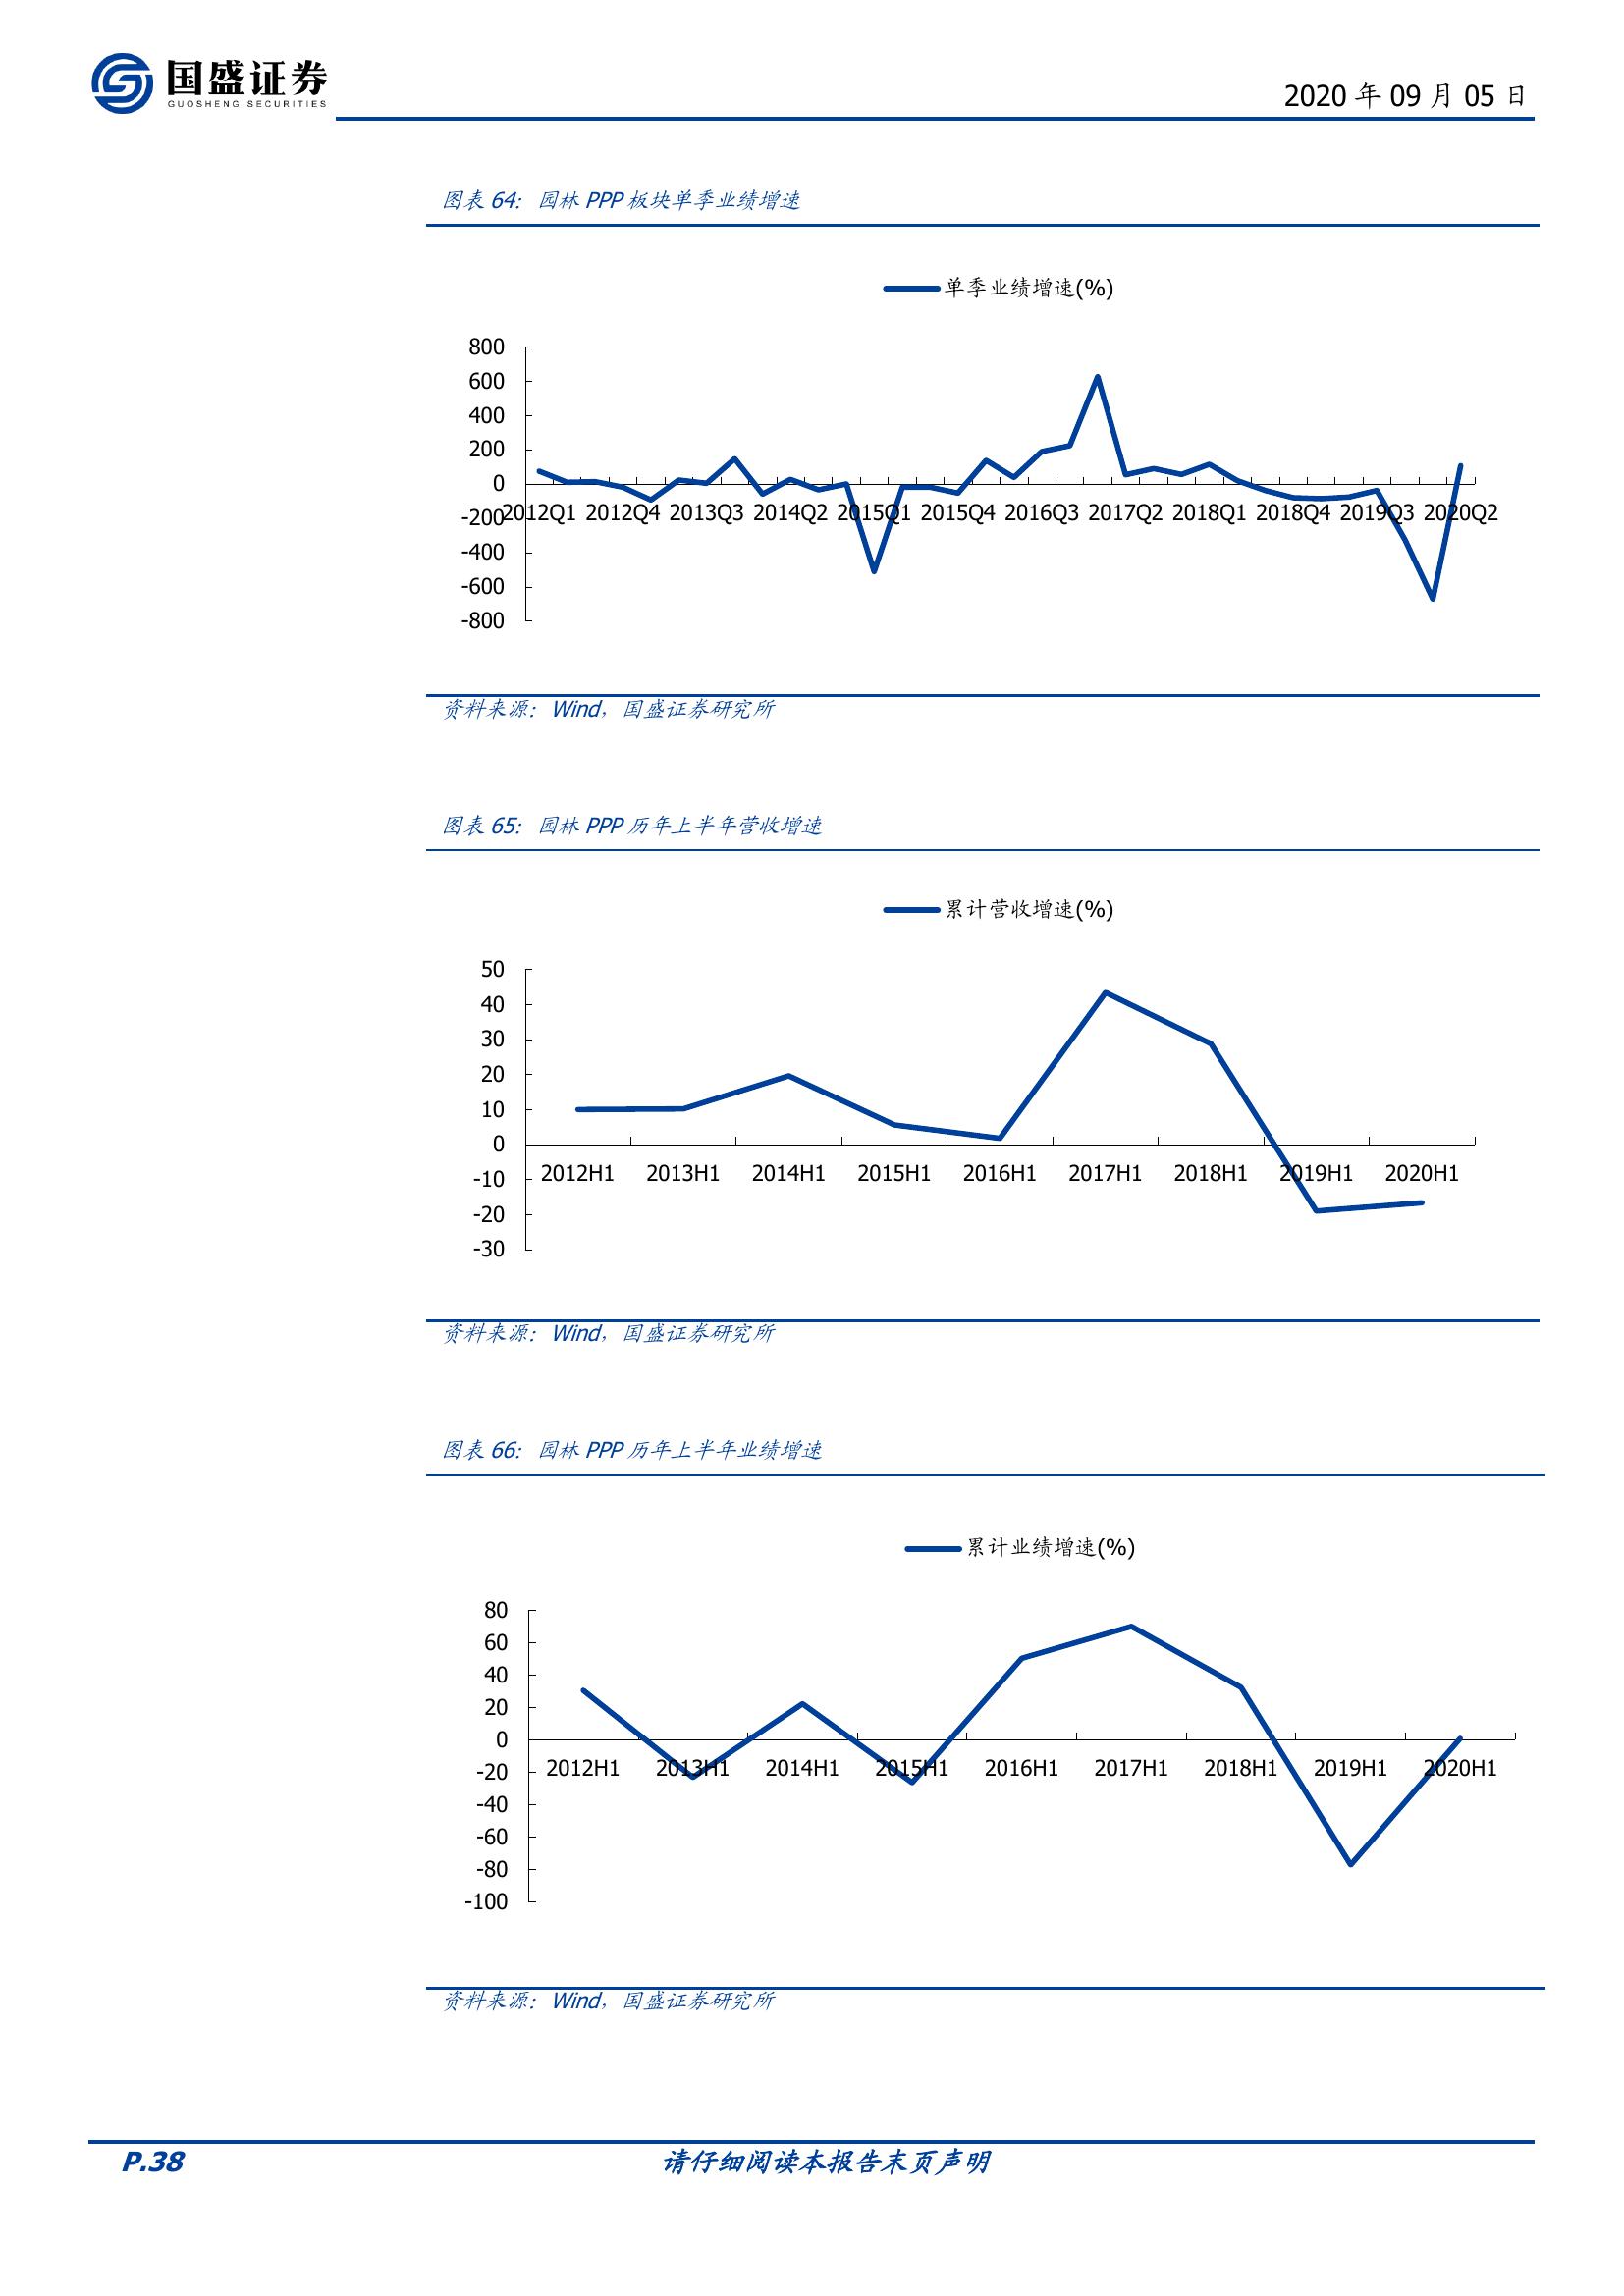 国盛证券
GUOSHENG SECURITIES
2020 年 09 月 05 日
图表 64: 园林 PPP 板块单季业绩增速
单季业绩增速(%)
800
600
400
200
0
-200
-400
-600
-800
2012Q1 2012Q4 2013Q3 2014Q2 2015Q1 2015Q4 2016Q3 2017Q2 2018Q1 2018Q4 2019Q3 2020Q2
资料来源: Wind, 国盛证券研究所
图表 65: 园林 PPP 历年上半年营收增速
累计营收增速(%)
50
40
30
20
10
0
-10
-20
-30
2012H1 2013H1 2014H1 2015H1 2016H1 2017H1 2018H1 2019H1 2020H1
资料来源: Wind, 国盛证券研究所
图表 66: 园林 PPP 历年上半年业绩增速
累计业绩增速(%)
80
60
40
20
0
-20
-40
-60
-80
-100
2012H1 2013H1 2014H1 2015H1 2016H1 2017H1 2018H1 2019H1 2020H1
资料来源: Wind, 国盛证券研究所
P.38 请仔细阅读本报告末页声明